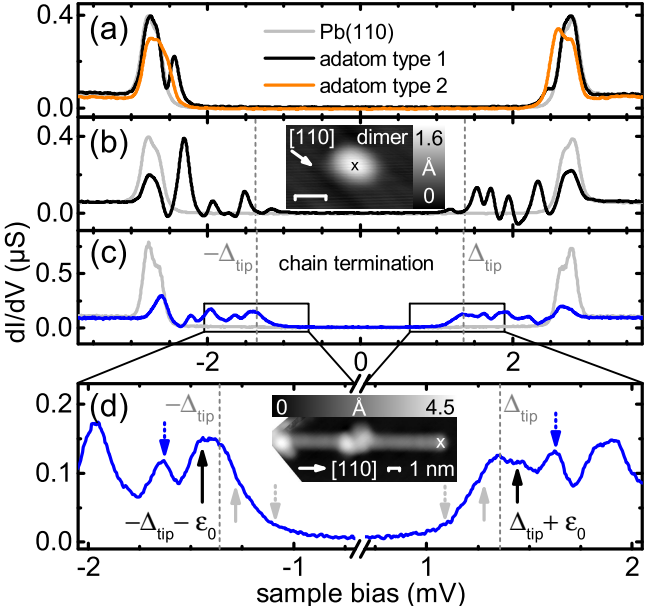 (a)
Pb(110)
adatom type 1
adatom type 2
0.4
0.0
(b)
[110]
dimer
x
1.6
Å
0
0.4
0.0
(c)
−Δtip
chain termination
Δtip
0.5
0.0
dI/dV (µS)
-2
0
2
(d)
−Δtip
0
Å
4.5
Δtip
x
[110]
1 nm
−Δtip− ε0
Δtip+ ε0
0.2
0.1
0.0
-2
-1
1
2
sample bias (mV)